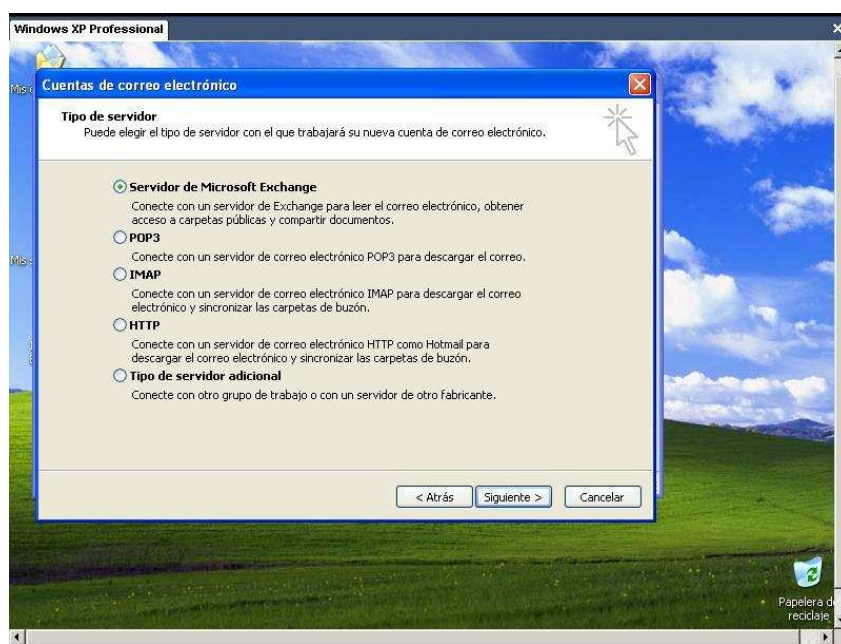 Windows XP Professional
Cuentas de correo electrónico
Tipo de servidor
Puede elegir el tipo de servidor con el que trabajará su nueva cuenta de correo electrónico.
Servidor de Microsoft Exchange
Conecte con un servidor de Exchange para leer el correo electrónico, obtener
acceso a carpetas públicas y compartir documentos.
POP3
Conecte con un servidor de correo electrónico POP3 para descargar el correo.
IMAP
Conecte con un servidor de correo electrónico IMAP para descargar el correo
electrónico y sincronizar las carpetas de buzón.
HTTP
Conecte con un servidor de correo electrónico HTTP como Hotmail para
descargar el correo electrónico y sincronizar las carpetas de buzón.
Tipo de servidor adicional
Conecte con otro grupo de trabajo o con un servidor de otro fabricante.
< Atrás Siguiente > Cancelar
Mis
Mis
Papelera d
reciclaje